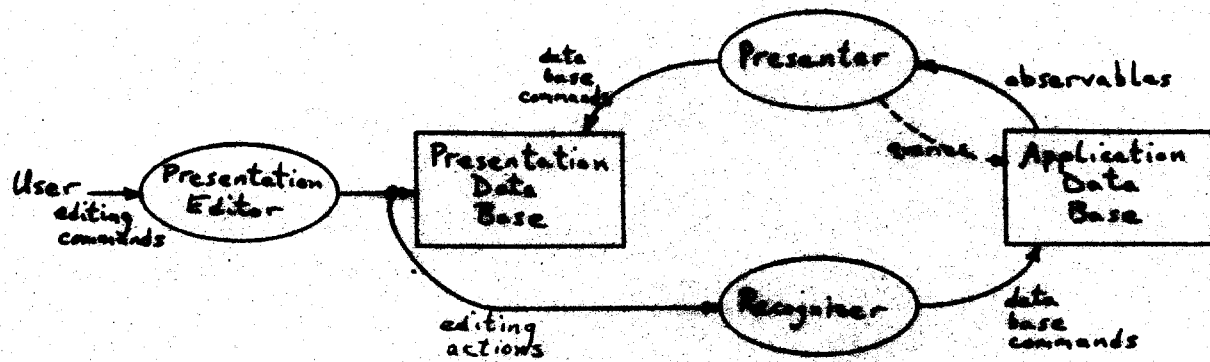 data
base
commands
Presenter
observables
queries
Application
Data
Base
Presentation
Data
Base
User
editing
commands
Presentation
Editor
editing
actions
Recognizer
data
base
commands